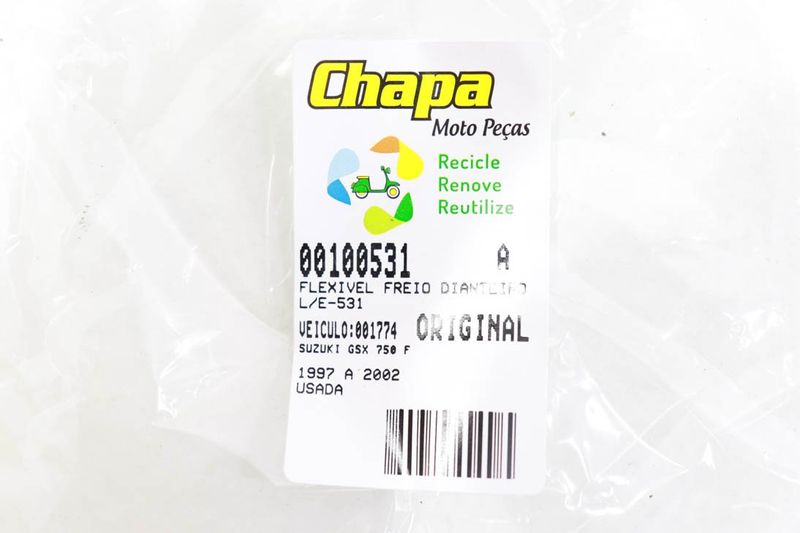 Chapa
Moto Peças
Recicle
Renove
Reutilize
00100531 A
FLEXIVEL FREIO DIANTEIRO
L/E-531
VEICULO:001774 ORIGINAL
SUZUKI GSX 750 F
1997 A 2002
USADA